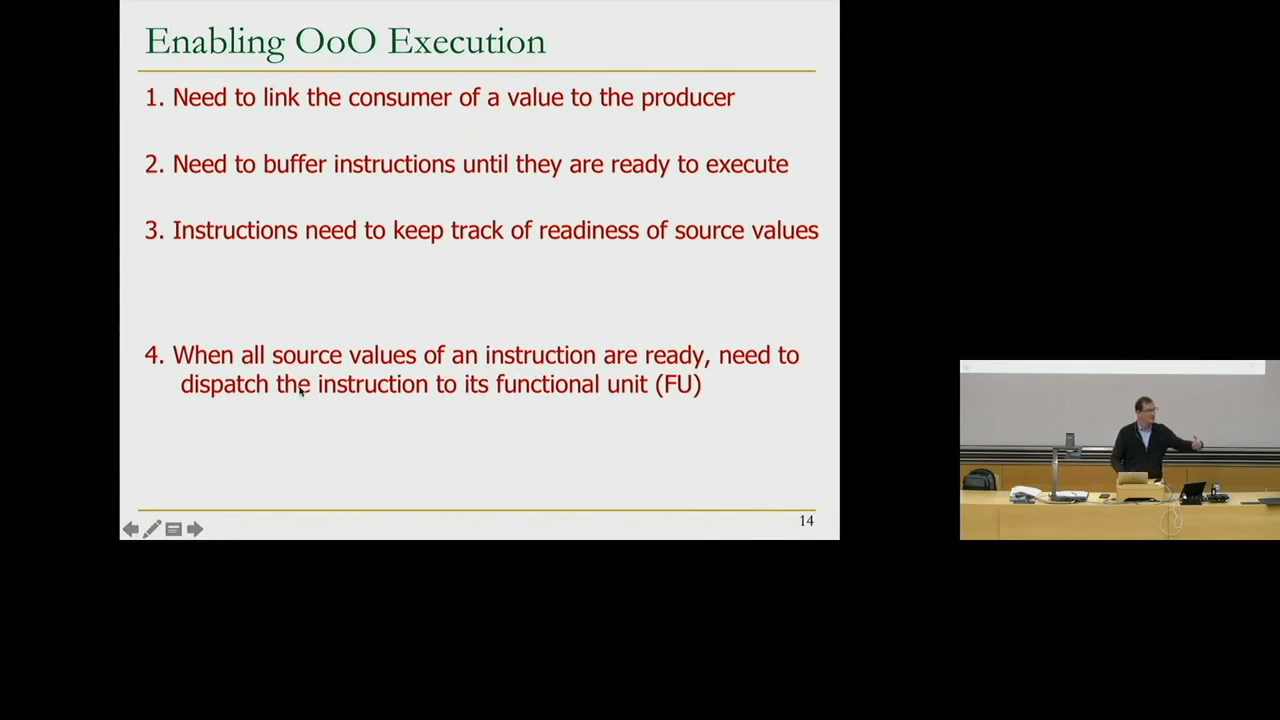 Enabling OoO Execution
1. Need to link the consumer of a value to the producer
2. Need to buffer instructions until they are ready to execute
3. Instructions need to keep track of readiness of source values
4. When all source values of an instruction are ready, need to
dispatch the instruction to its functional unit (FU)
14